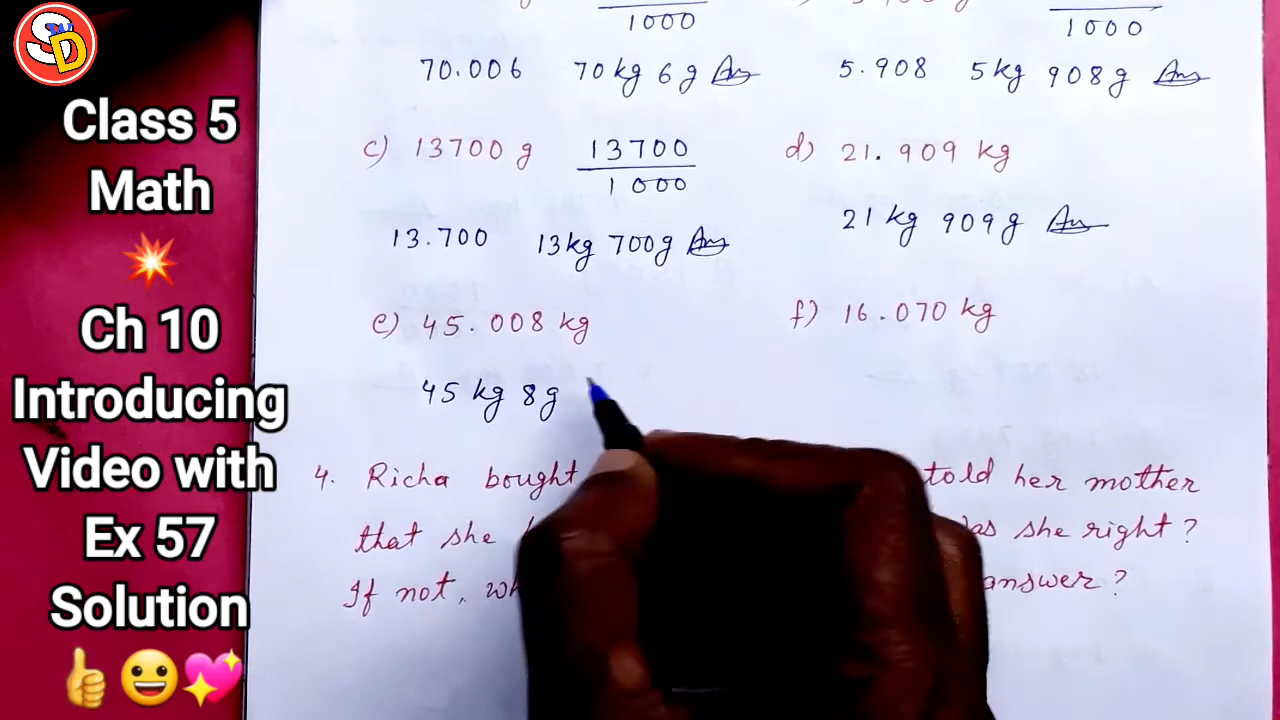 SD
Class 5
Math
Ch 10
Introducing
Video with
Ex 57
Solution
1000
1000
70.006 70 kg 6 g Ans
5.908 5 kg 908 g Ans
c) 13700 g 13700
1000
d) 21.909 kg
13.700 13 kg 700 g Ans
21 kg 909 g Ans
e) 45.008 kg
f) 16.070 kg
45 kg 8 g
4. Richa bought told her mother
that she she right?
If not, answer?